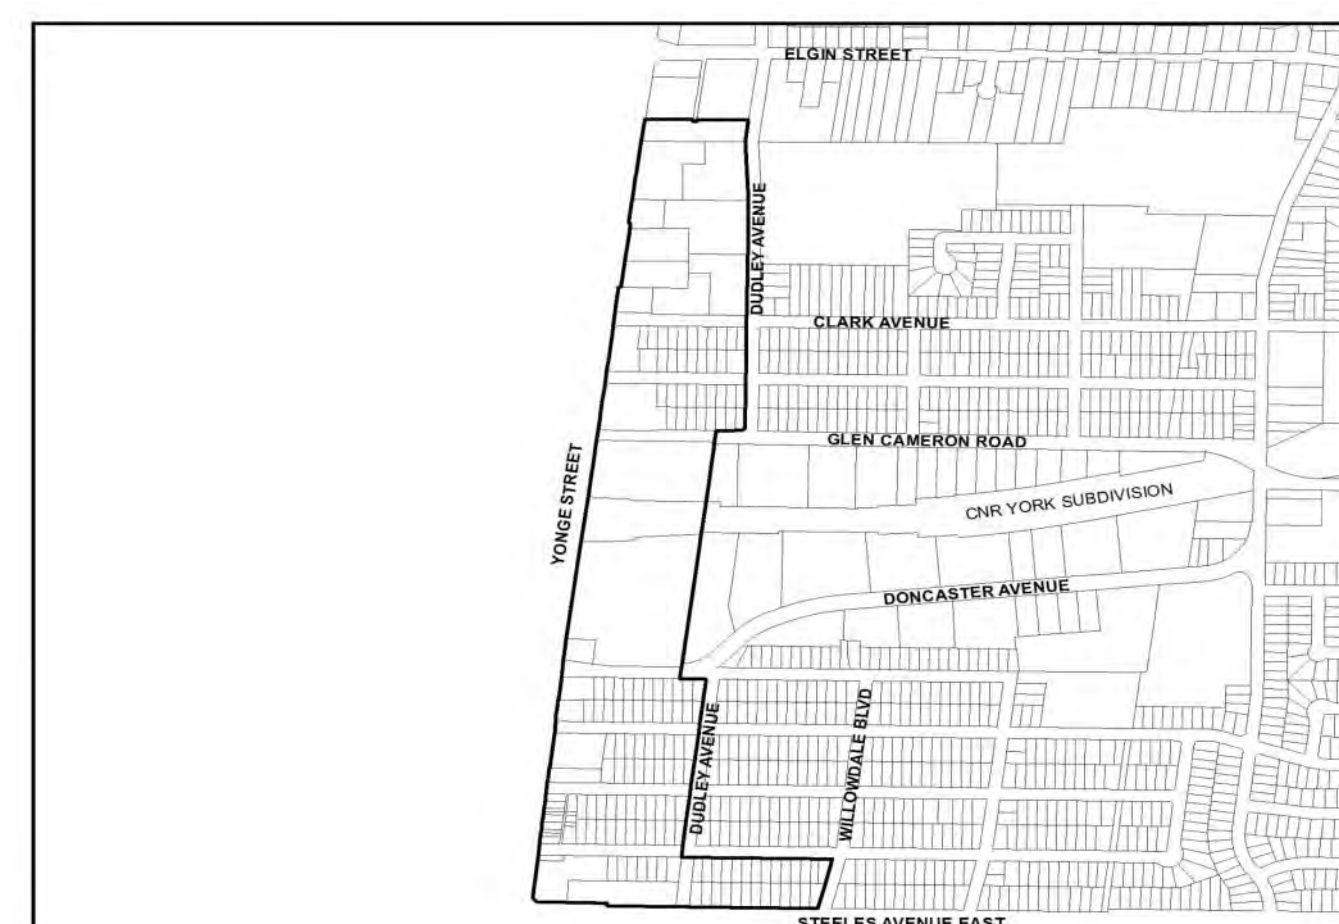 ELGIN STREET
DUDLEY AVENUE
CLARK AVENUE
GLEN CAMERON ROAD
YONGE STREET
CNR YORK SUBDIVISION
DONCASTER AVENUE
DUDLEY AVENUE
WILLOWDALE BLVD
STEELES AVENUE EAST